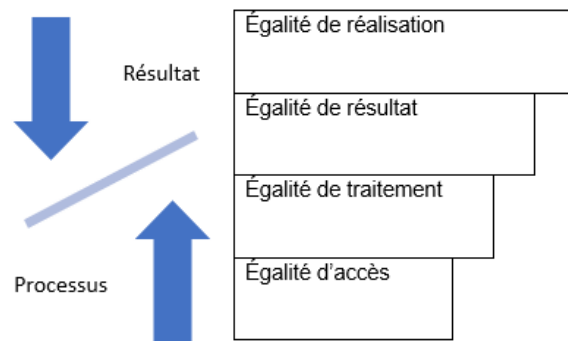 Égalité de réalisation
Résultat
Égalité de résultat
Égalité de traitement
Égalité d’accès
Processus